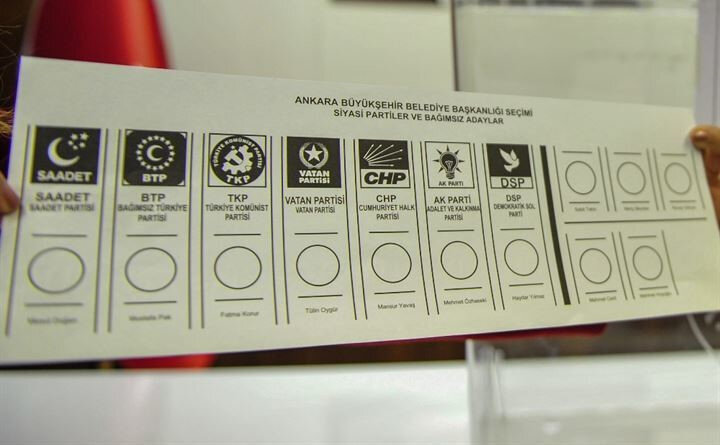 ANKARA BÜYÜKŞEHİR BELEDİYE BAŞKANLIĞI SEÇİMİ
SİYASİ PARTİLER VE BAĞIMSIZ ADAYLAR
SAADET
SAADET
SAADET PARTİSİ
Mesut Doğan
BTP
BTP
BAĞIMSIZ TÜRKİYE
PARTİSİ
Mustafa Pak
TÜRKİYE KOMÜNİST PARTİSİ
TKP
TKP
TÜRKİYE KOMÜNİST
PARTİSİ
Fatma Konur
VATAN
PARTİSİ
VATAN PARTİSİ
VATAN PARTİSİ
Tülin Oygür
CHP
CHP
CUMHURİYET HALK
PARTİSİ
Mansur Yavaş
AK PARTİ
AK PARTİ
ADALET VE KALKINMA
PARTİSİ
Mehmet Özhaseki
DSP
DSP
DEMOKRATİK SOL
PARTİ
Haydar Yılmaz
Mehmet